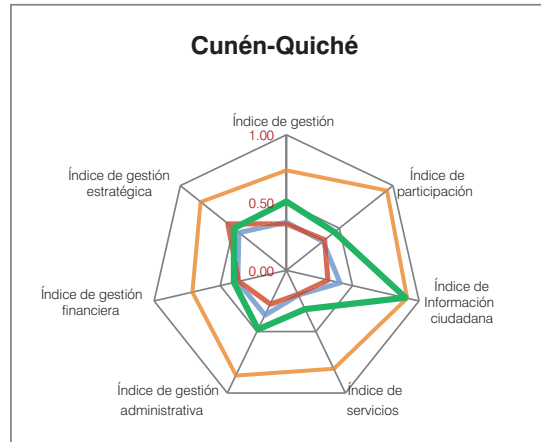 Cunén-Quiché
Índice de gestión
1.00
Índice de gestión
estratégica
Índice de
participación
0.50
0.00
Índice de gestión
financiera
Índice de
Información
ciudadana
Índice de gestión
administrativa
Índice de
servicios